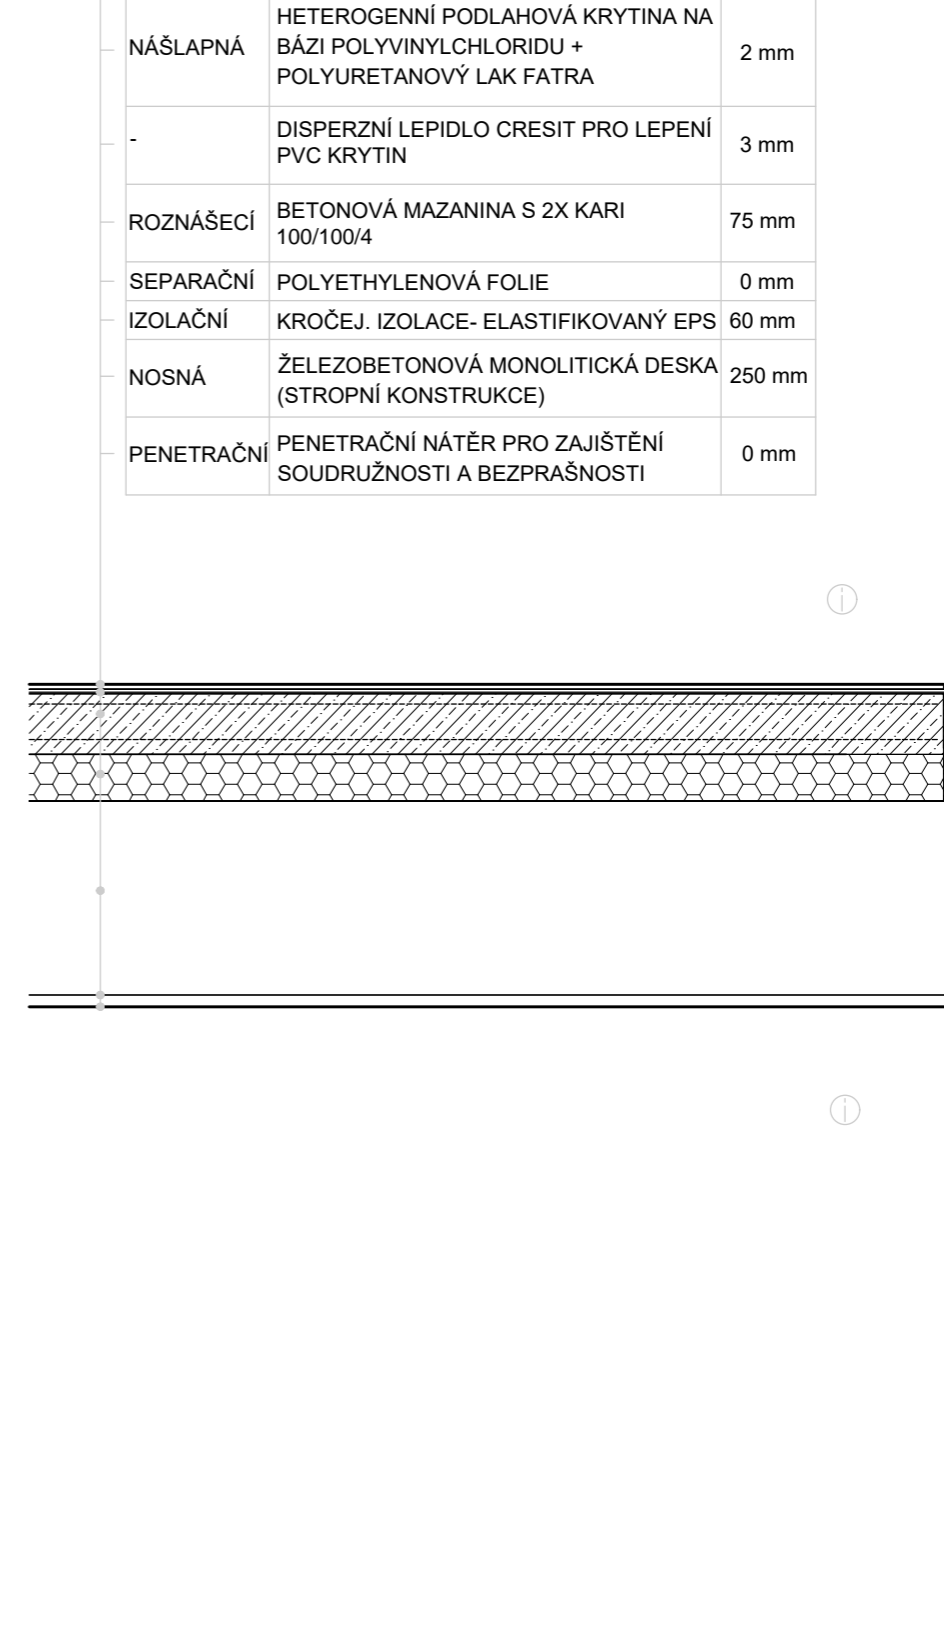 HETEROGENNÍ PODLAHOVÁ KRYTINA NA
NÁŠLAPNÁ BÁZI POLYVINYLCHLORIDU + 2 mm
POLYURETANOVÝ LAK FATRA
- DISPERZNÍ LEPIDLO CRESIT PRO LEPENÍ 3 mm
PVC KRYTIN
ROZNÁŠECÍ BETONOVÁ MAZANINA S 2X KARI 75 mm
100/100/4
SEPARAČNÍ POLYETHYLENOVÁ FOLIE 0 mm
IZOLAČNÍ KROČEJ. IZOLACE- ELASTIFIKOVANÝ EPS 60 mm
NOSNÁ ŽELEZOBETONOVÁ MONOLITICKÁ DESKA 250 mm
(STROPNÍ KONSTRUKCE)
PENETRAČNÍ PENETRAČNÍ NÁTĚR PRO ZAJIŠTĚNÍ 0 mm
SOUDRUŽNOSTI A BEZPRAŠNOSTI
i
i